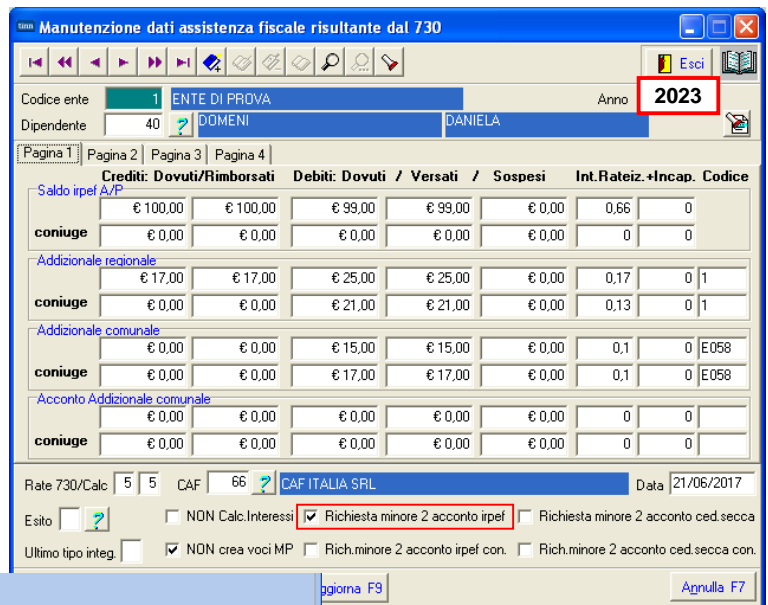 tinn Manutenzione dati assistenza fiscale risultante dal 730
Esci
Codice ente 1 ENTE DI PROVA Anno 2023
Dipendente 40 ? DOMENI DANIELA
Pagina 1 Pagina 2 Pagina 3 Pagina 4
Crediti: Dovuti/Rimborsati Debiti: Dovuti / Versati / Sospesi Int.Rateiz.+Incap. Codice
Saldo irpef A/P
€ 100,00 € 100,00 € 99,00 € 99,00 € 0,00 0,66 0
coniuge € 0,00 € 0,00 € 0,00 € 0,00 € 0,00 0 0
Addizionale regionale
€ 17,00 € 17,00 € 25,00 € 25,00 € 0,00 0,17 0 1
coniuge € 0,00 € 0,00 € 21,00 € 21,00 € 0,00 0,13 0 1
Addizionale comunale
€ 0,00 € 0,00 € 15,00 € 15,00 € 0,00 0,1 0 E058
coniuge € 0,00 € 0,00 € 17,00 € 17,00 € 0,00 0,1 0 E058
Acconto Addizionale comunale
€ 0,00 € 0,00 € 0,00 € 0,00 € 0,00 0 0
coniuge € 0,00 € 0,00 € 0,00 € 0,00 € 0,00 0 0
Rate 730/Calc 5 5 CAF 66 ? CAF ITALIA SRL Data 21/06/2017
Esito ? NON Calc.Interessi Richiesta minore 2 acconto irpef Richiesta minore 2 acconto ced.secca
Ultimo tipo integ. NON crea voci MP Rich.minore 2 acconto irpef con. Rich.minore 2 acconto ced.secca con.
ggiorna F9 Annulla F7